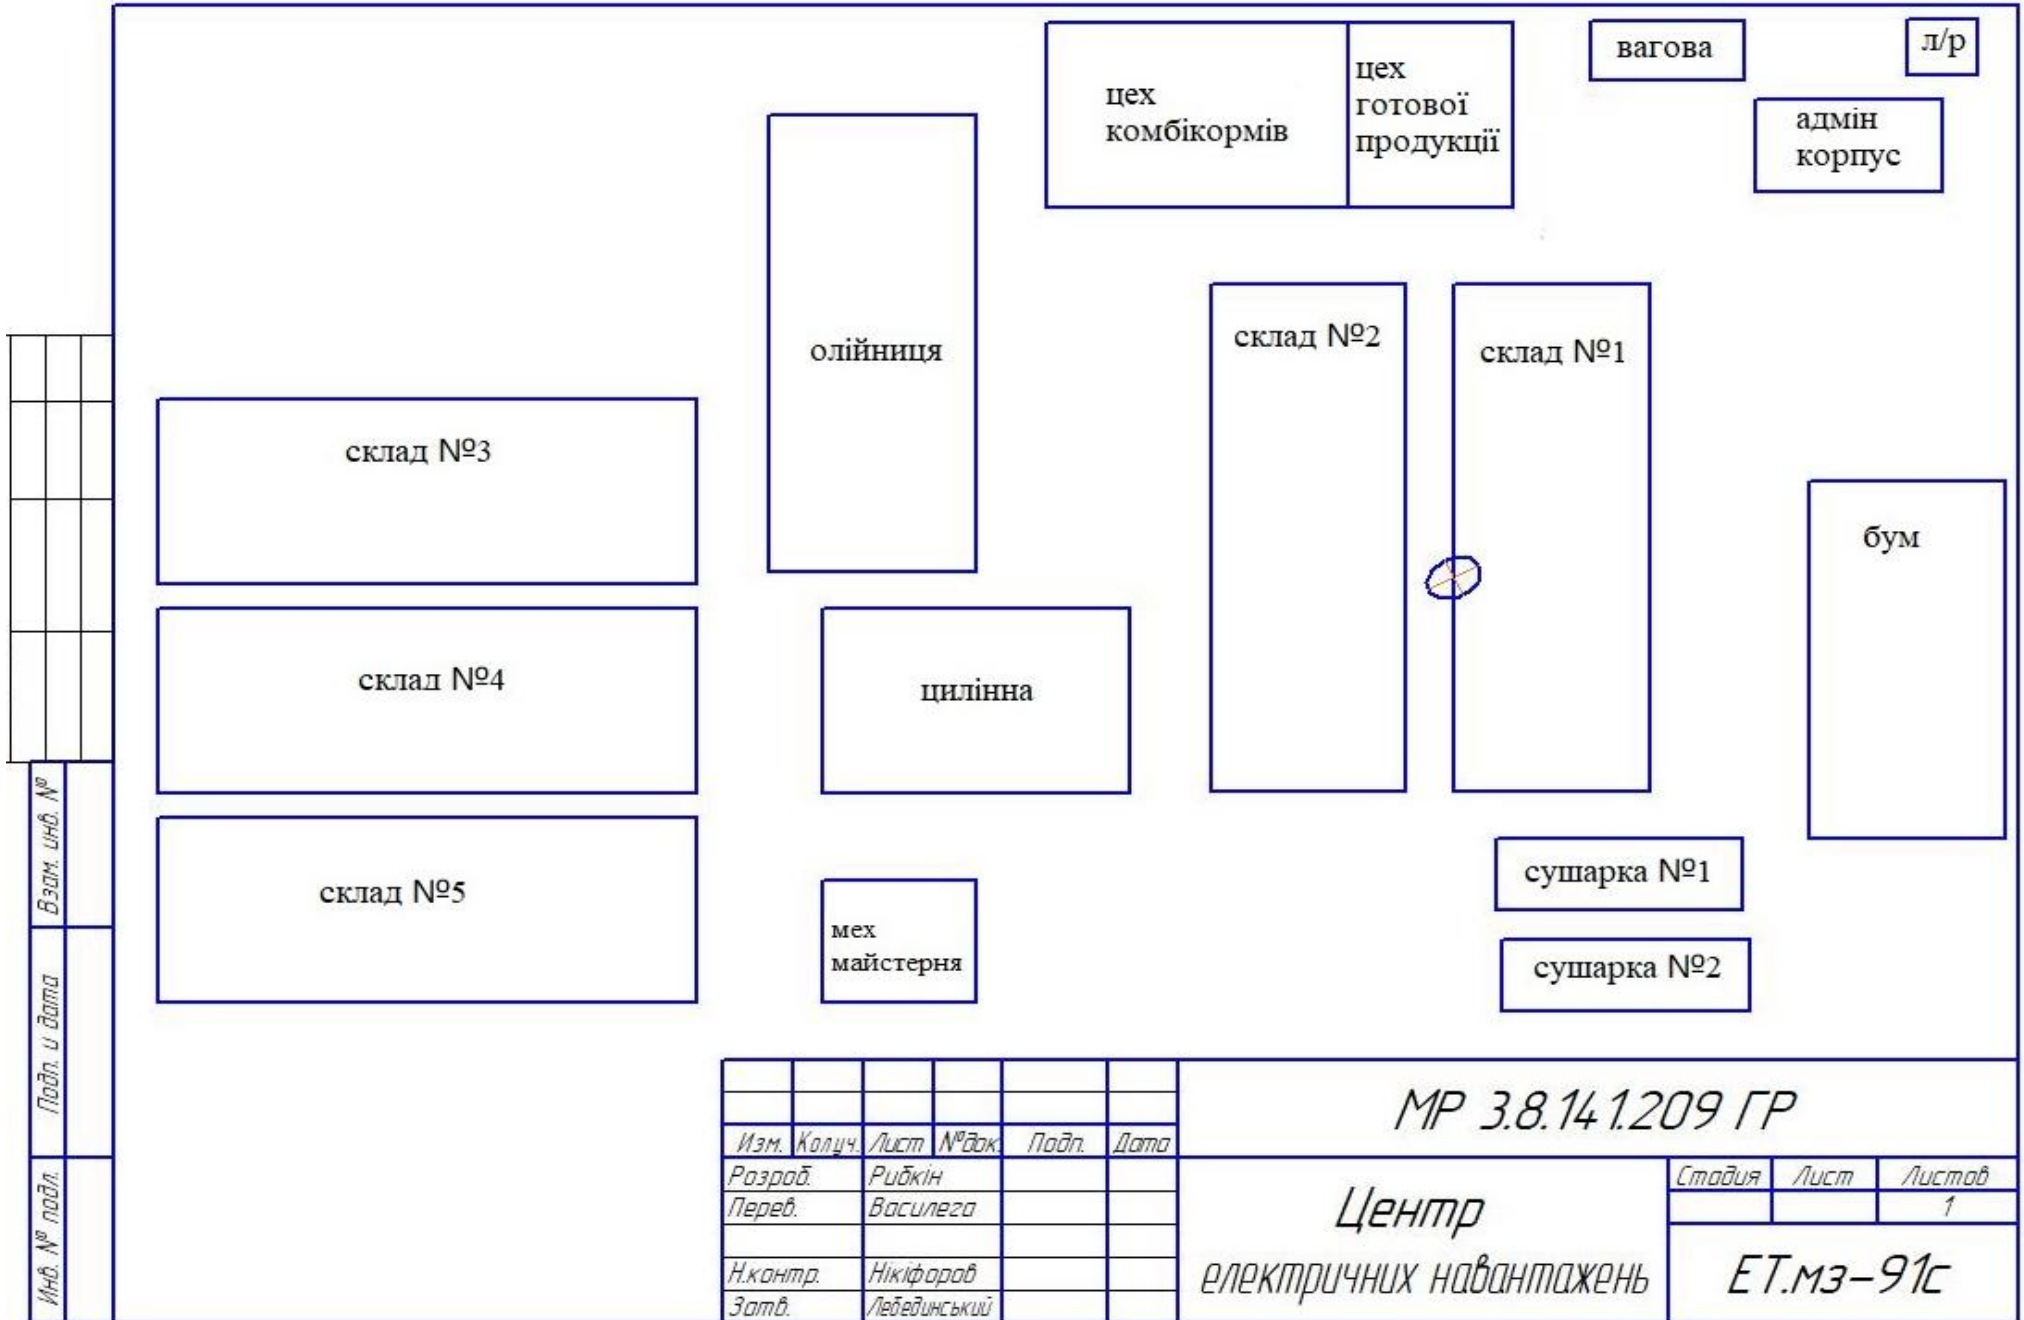 вагова
л/р
цех
комбікормів
цех
готової
продукції
адмін
корпус
олійниця
склад №2
склад №1
склад №3
бум
склад №4
цилінна
склад №5
сушарка №1
мех
майстерня
сушарка №2
Взам. инв. №
Подп. и дата
Инв. № подл.
МР 3.8.141.209 ГР
Изм. Колуч. Лист №док. Подп. Дата
Розроб. Рибкін
Перев. Василега
Н.контр. Нікіфоров
Затв. Лебединський
Центр
електричних навантажень
Стадия Лист Листов
1
ЕТ.мз-91с